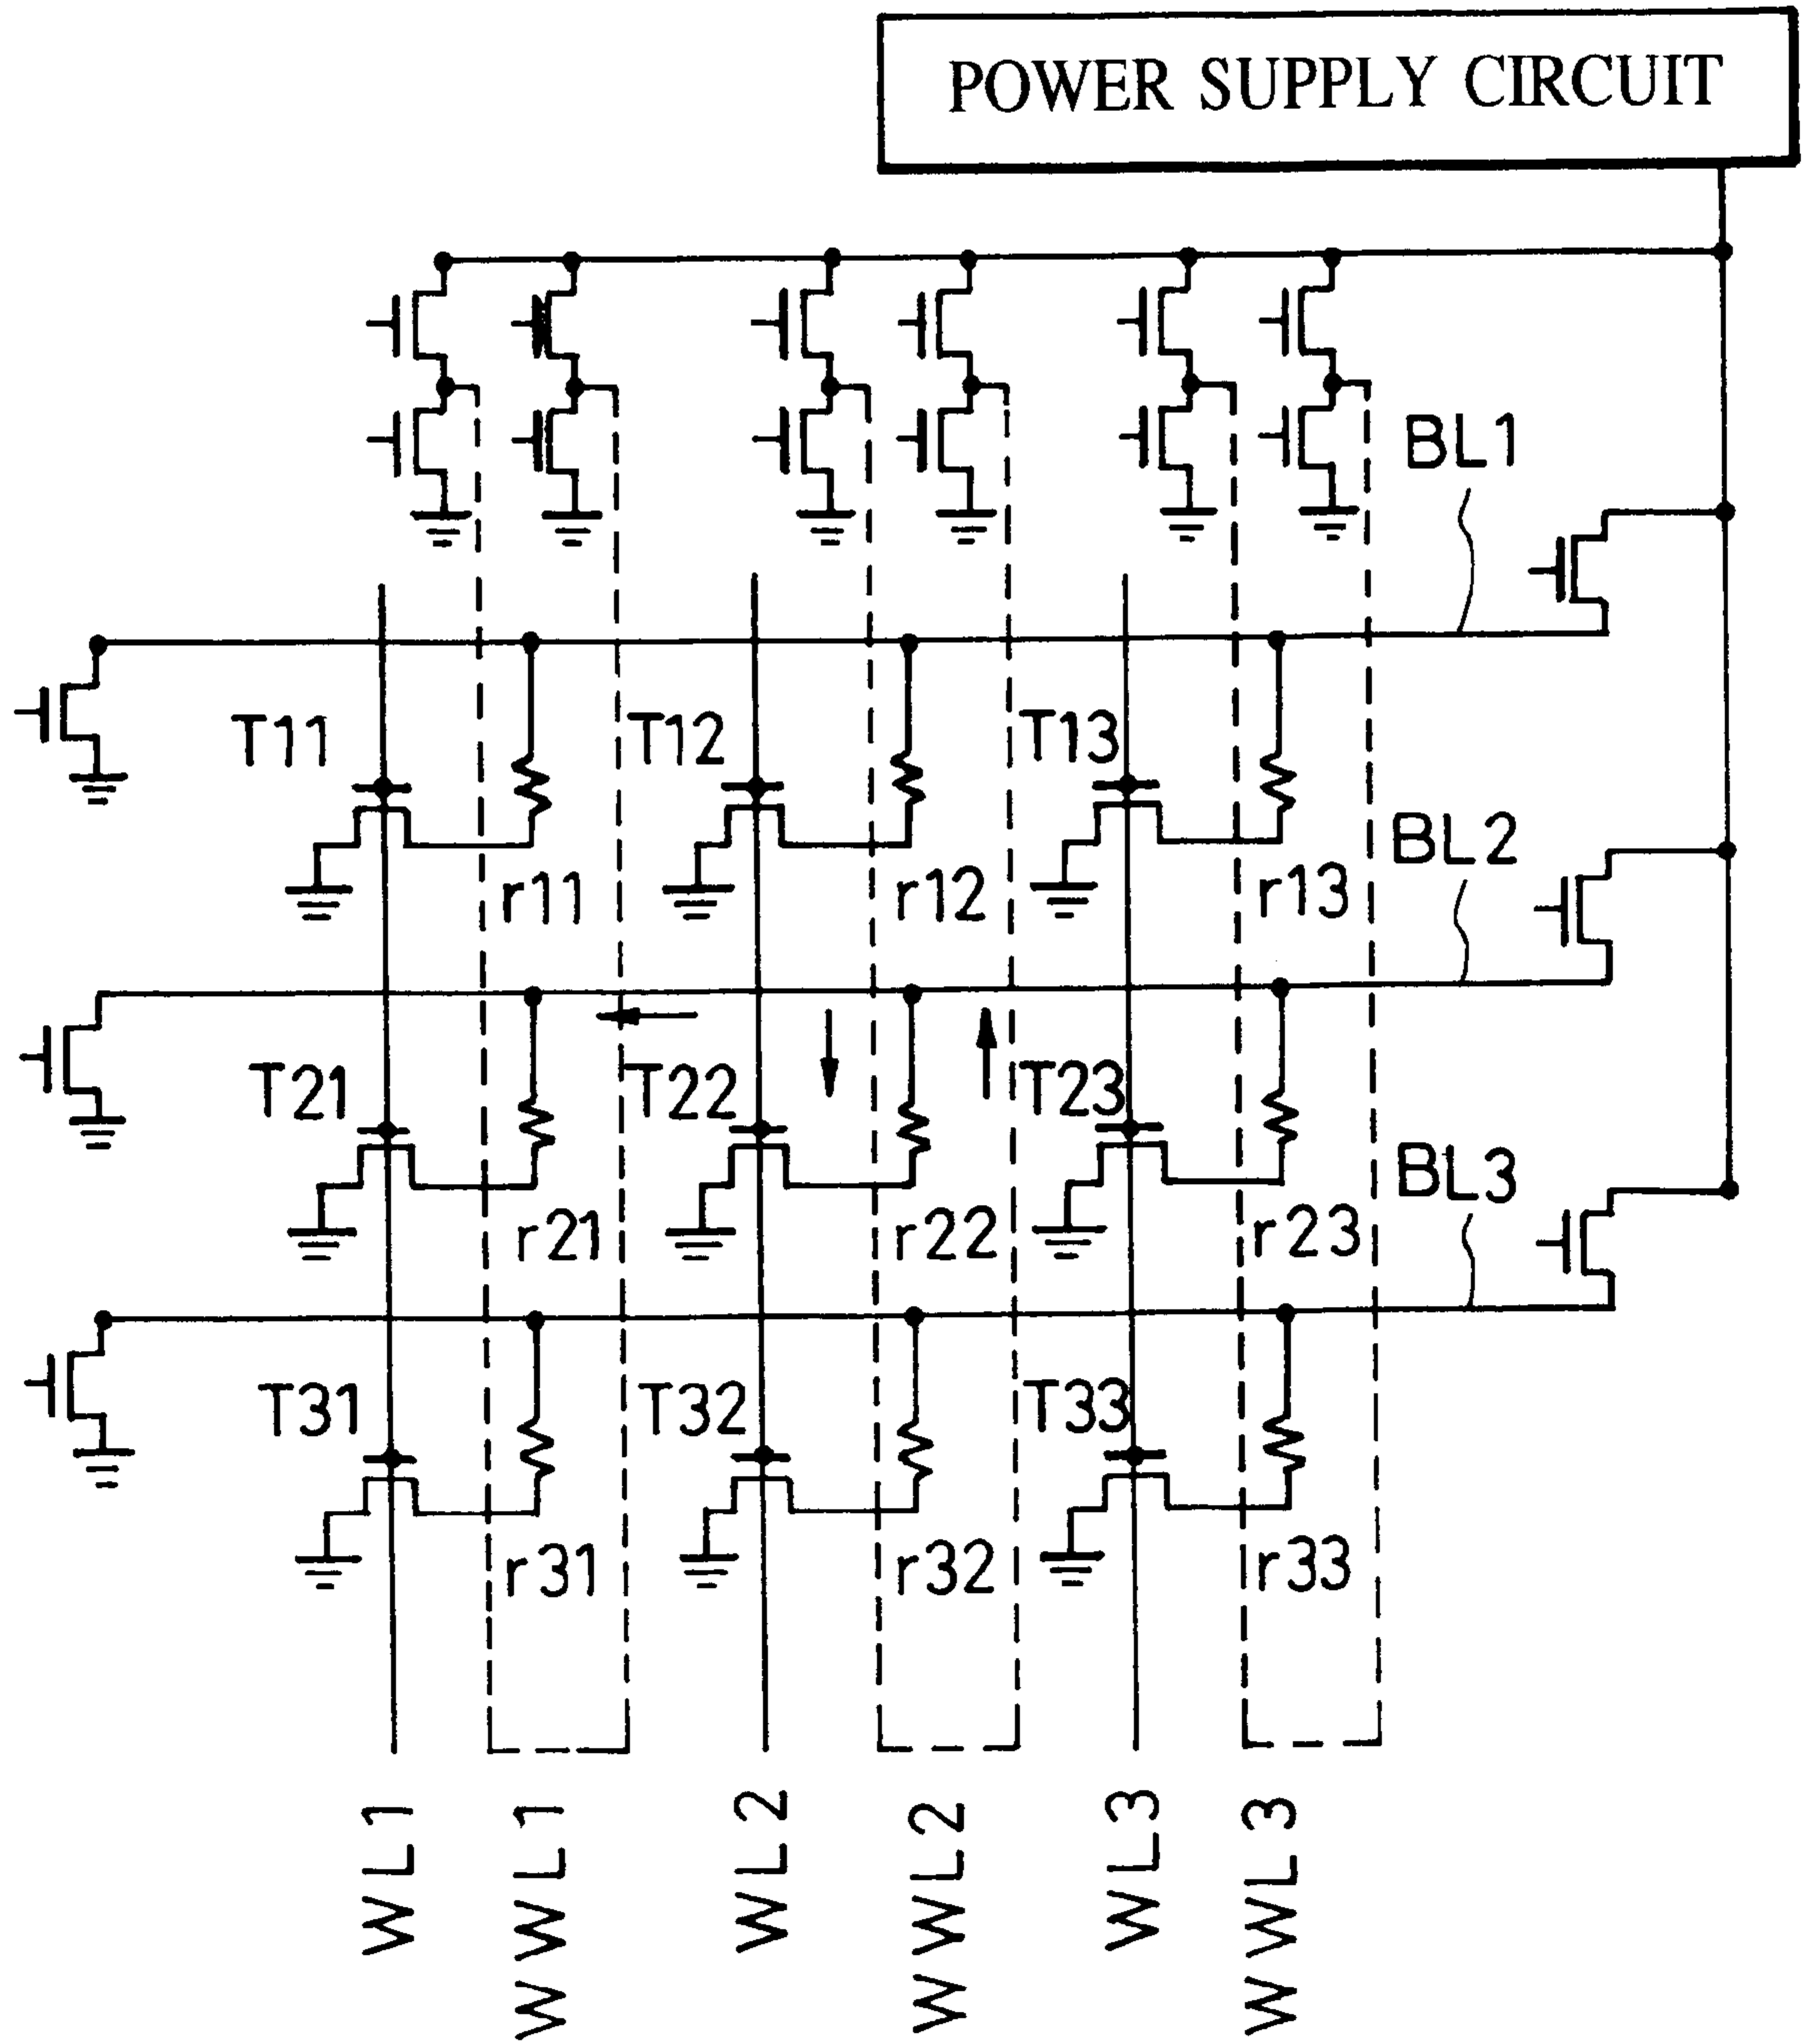 POWER SUPPLY CIRCUIT
BL1
T11
T12
T13
r11
r12
r13
BL2
T21
T22
T23
r21
r22
r23
BL3
T31
T32
T33
r31
r32
r33
WL1
WWL1
WL2
WWL2
WL3
WWL3